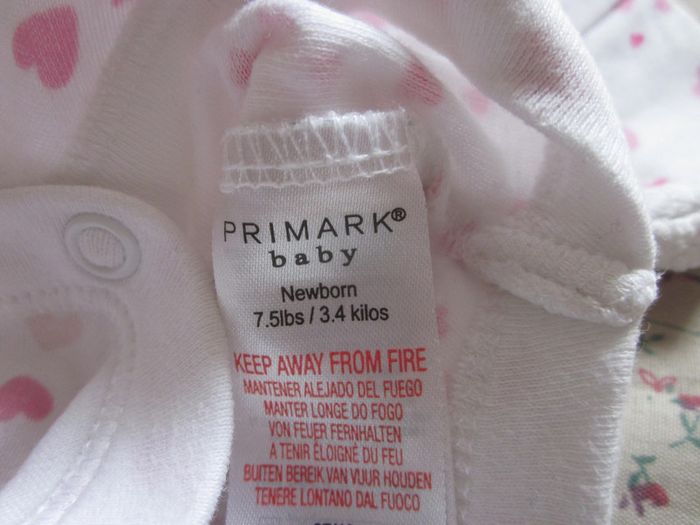 PRIMARK®
baby
Newborn
7.5lbs / 3.4 kilos
KEEP AWAY FROM FIRE
MANTENER ALEJADO DEL FUEGO
MANTER LONGE DO FOGO
VON FEUER FERNHALTEN
A TENIR ÉLOIGNÉ DU FEU
BUITEN BEREIK VAN VUUR HOUDEN
TENERE LONTANO DAL FUOCO